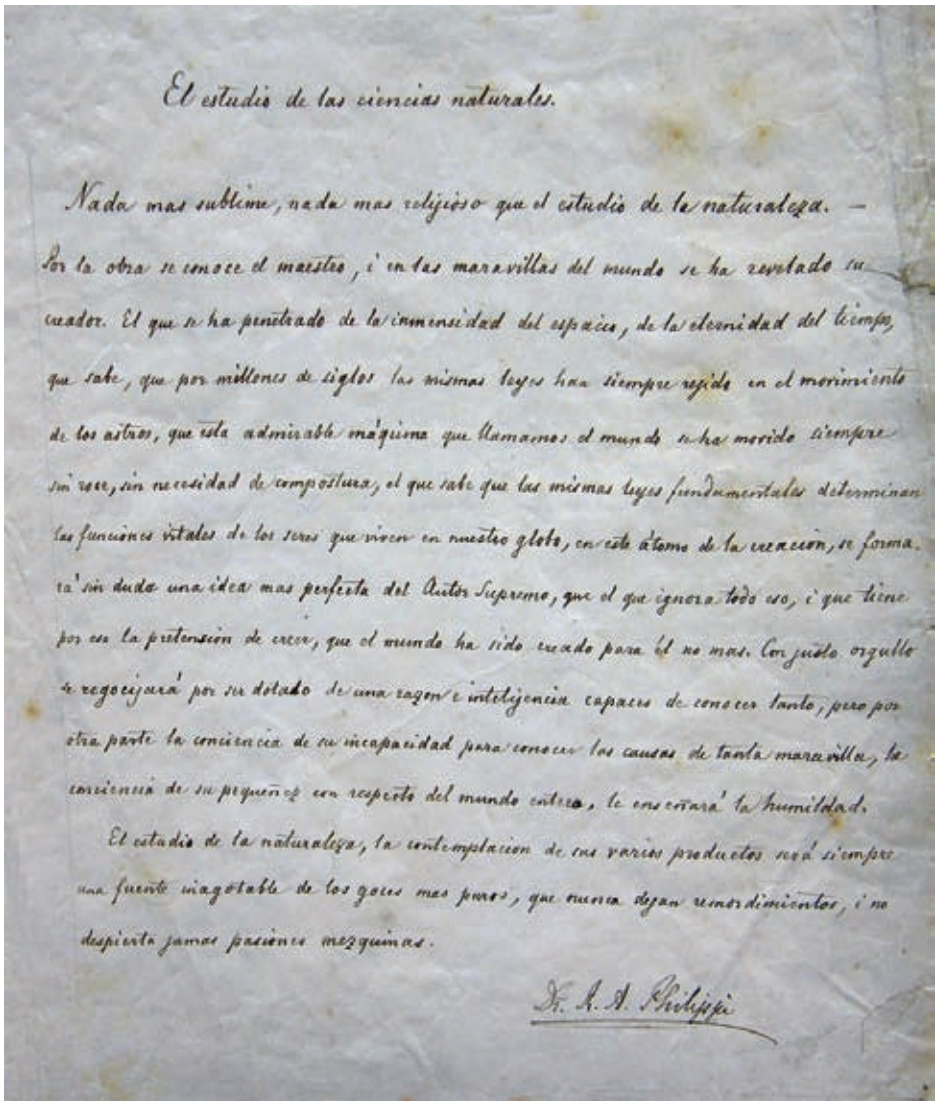 El estudio de las ciencias naturales.
Nada mas sublime, nada mas relijioso que el estudio de la naturaleza. —
Por la obra se conoce el maestro, i en las maravillas del mundo se ha revelado su
creador. El que se ha penetrado de la inmensidad del espacio, de la eternidad del tiempo,
que sabe, que por millones de siglos las mismas leyes han siempre rejido en el movimiento
de los astros, que esta admirable máquina que llamamos el mundo se ha movido siempre
sin roce, sin necesidad de compostura, el que sabe que las mismas leyes fundamentales determinan
las funciones vitales de los seres que viven en nuestro globo, en este átomo de la creacion, se forma-
rá sin duda una idea mas perfecta del Autor Supremo, que el que ignora todo eso, i que tiene
por eso la pretension de creer, que el mundo ha sido creado para él no mas. Con justo orgullo
se regocijará por ser dotado de una razon e intelijencia capaces de conocer tanto, pero por
otra parte la conciencia de su incapacidad para conocer las causas de tanta maravilla, la
conciencia de su pequeñez con respecto del mundo entero, le enseñará la humildad.
El estudio de la naturaleza, la contemplacion de sus varios productos será siempre
una fuente inagotable de los goces mas puros, que nunca dejan remordimientos, i no
despierta jamas pasiones mezquinas.
Dr. R. A. Philippi